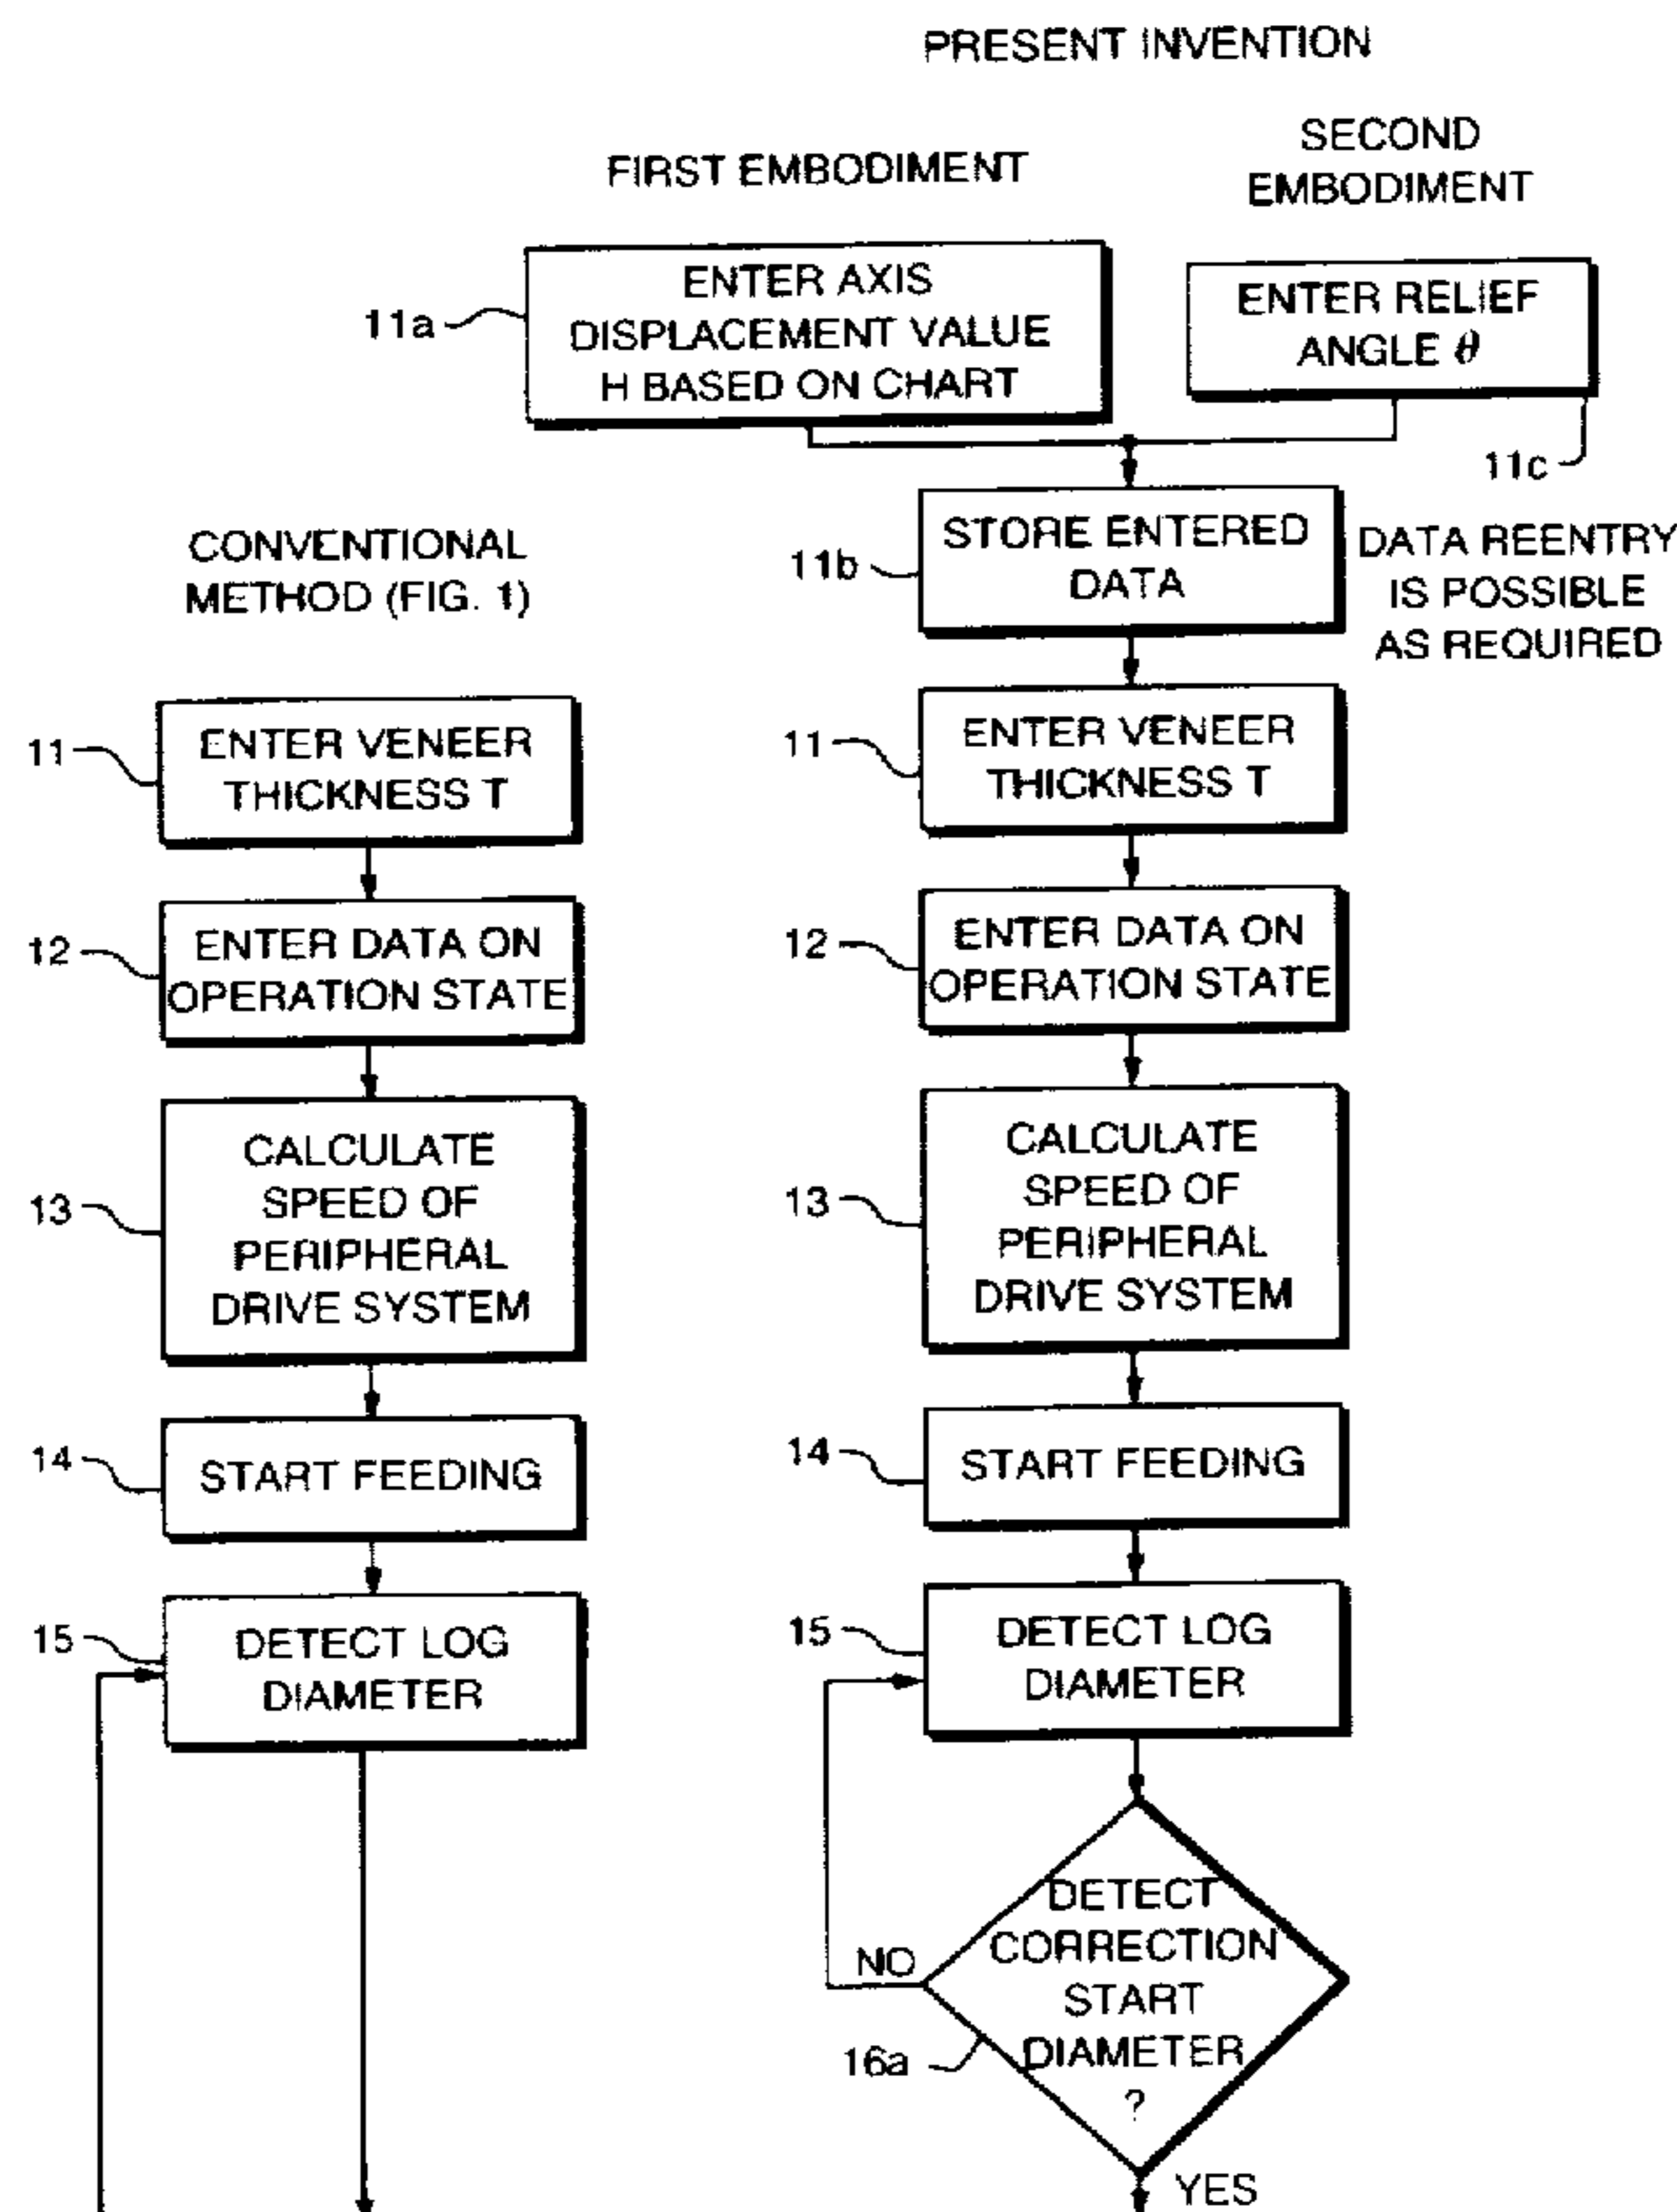 PRESENT INVENTION
FIRST EMBODIMENT
SECOND
EMBODIMENT
11a
ENTER AXIS
DISPLACEMENT VALUE
H BASED ON CHART
ENTER RELIEF
ANGLE θ
11c
11b
STORE ENTERED
DATA
DATA REENTRY
IS POSSIBLE
AS REQUIRED
CONVENTIONAL
METHOD (FIG. 1)
11
ENTER VENEER
THICKNESS T
12
ENTER DATA ON
OPERATION STATE
13
CALCULATE
SPEED OF
PERIPHERAL
DRIVE SYSTEM
14
START FEEDING
15
DETECT LOG
DIAMETER
11
ENTER VENEER
THICKNESS T
12
ENTER DATA ON
OPERATION STATE
13
CALCULATE
SPEED OF
PERIPHERAL
DRIVE SYSTEM
14
START FEEDING
15
DETECT LOG
DIAMETER
NO
16a
DETECT
CORRECTION
START
DIAMETER
?
YES